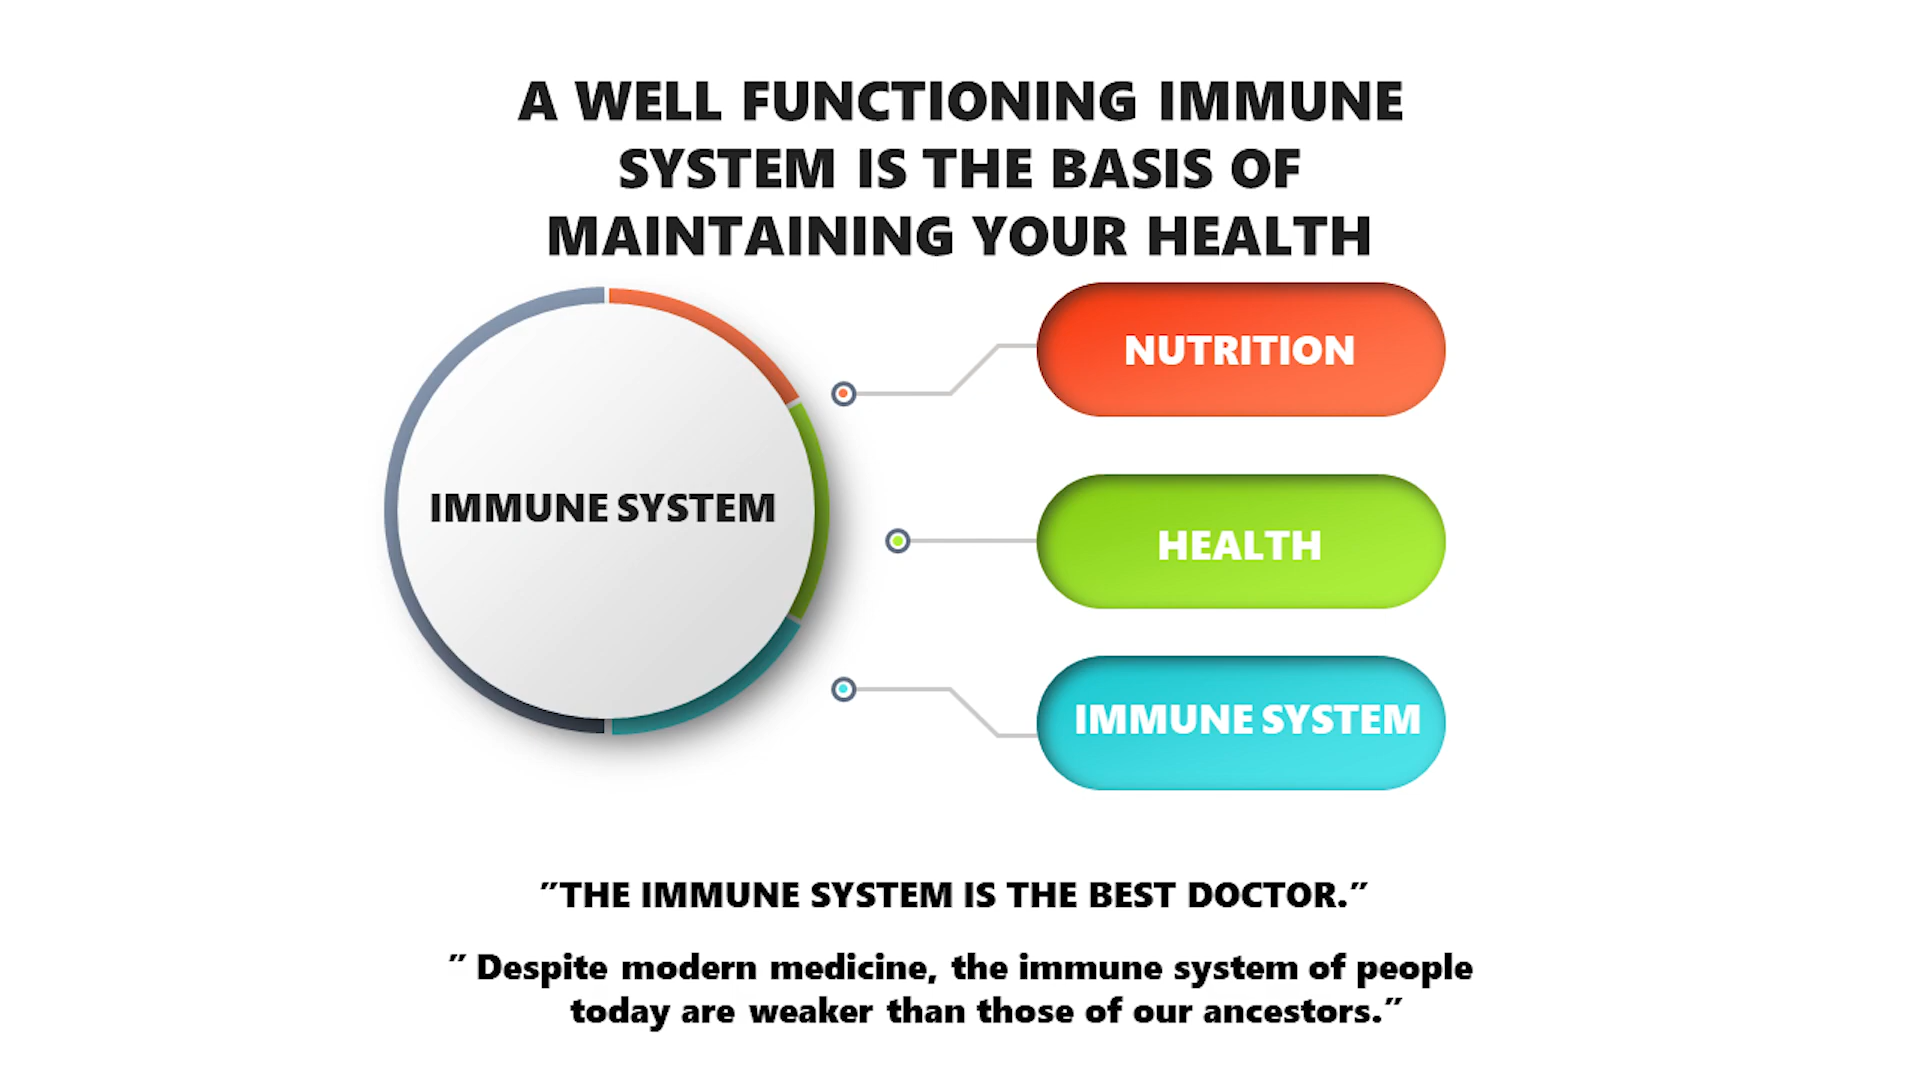 A WELL FUNCTIONING IMMUNE
SYSTEM IS THE BASIS OF
MAINTAINING YOUR HEALTH
IMMUNE SYSTEM
NUTRITION
HEALTH
IMMUNE SYSTEM
″THE IMMUNE SYSTEM IS THE BEST DOCTOR.″
″ Despite modern medicine, the immune system of people
today are weaker than those of our ancestors.″